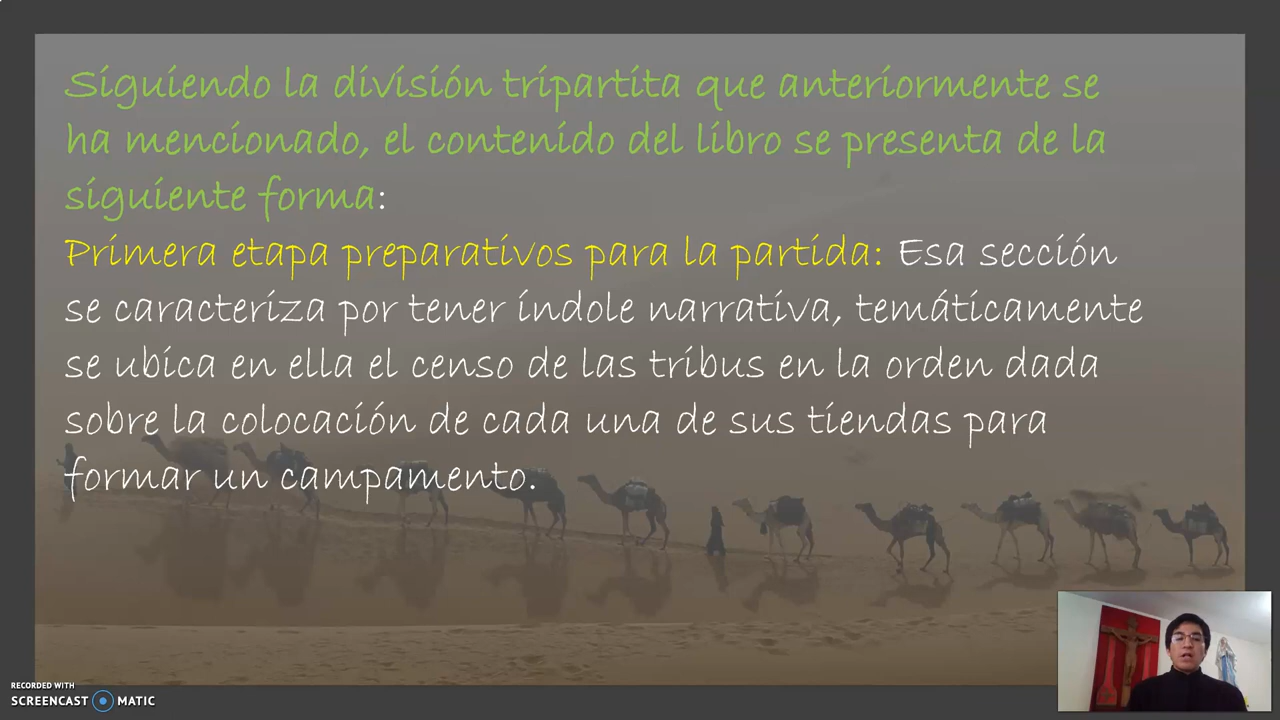 Siguiendo la división tripartita que anteriormente se
ha mencionado, el contenido del libro se presenta de la
siguiente forma:
Primera etapa preparativos para la partida: Esa sección
se caracteriza por tener índole narrativa, temáticamente
se ubica en ella el censo de las tribus en la orden dada
sobre la colocación de cada una de sus tiendas para
formar un campamento.
RECORDED WITH
SCREENCAST MATIC